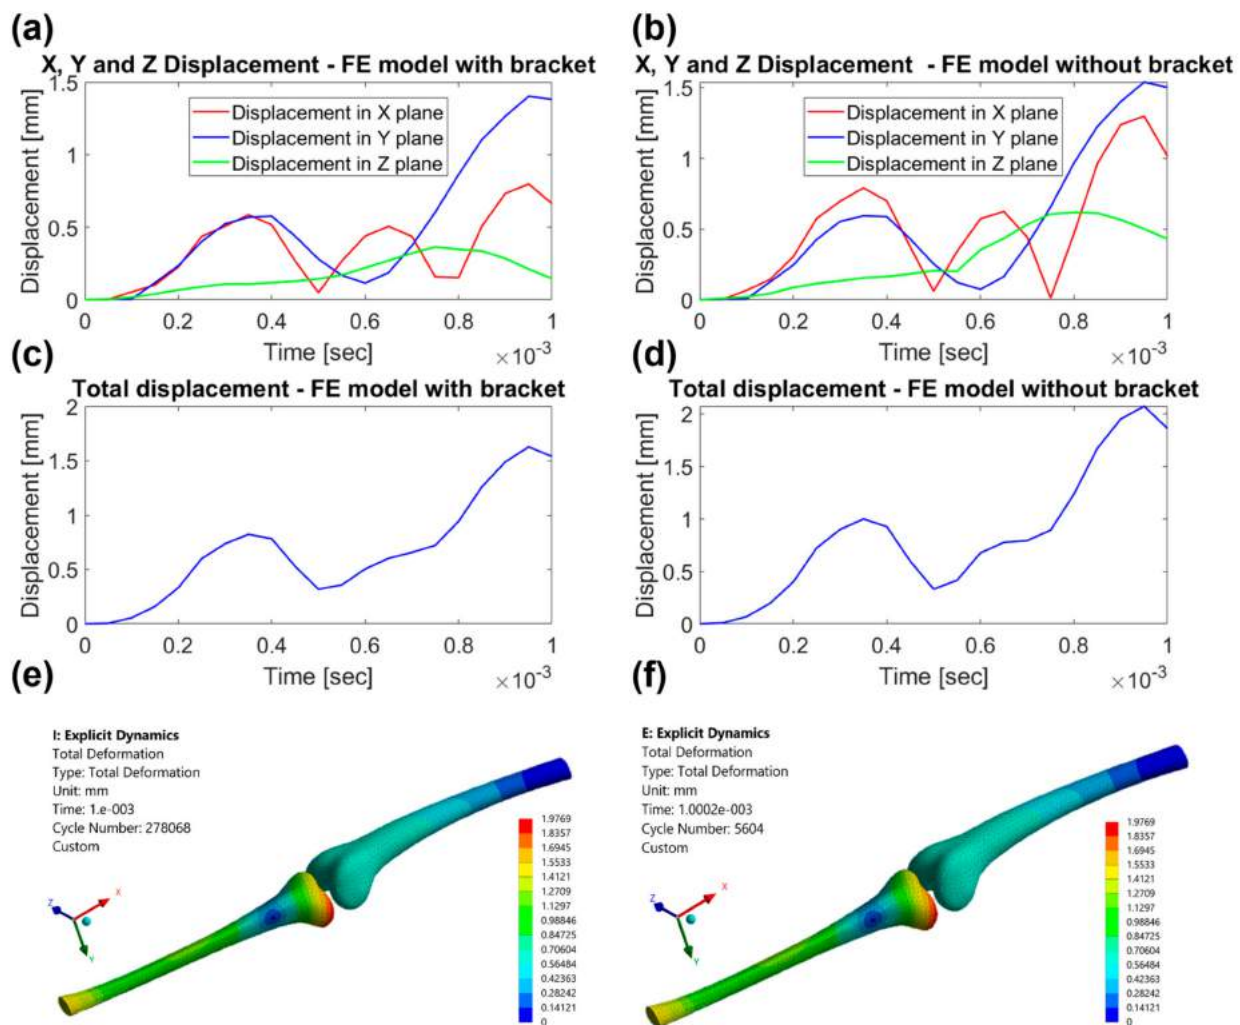 (a)
X, Y and Z Displacement - FE model with bracket
Displacement [mm]
1.5
1
0.5
0
Displacement in X plane
Displacement in Y plane
Displacement in Z plane
0 0.2 0.4 0.6 0.8 1
Time [sec]
×10-3
(b)
X, Y and Z Displacement - FE model without bracket
Displacement [mm]
1.5
1
0.5
0
Displacement in X plane
Displacement in Y plane
Displacement in Z plane
0 0.2 0.4 0.6 0.8 1
Time [sec]
×10-3
(c)
Total displacement - FE model with bracket
Displacement [mm]
2
1.5
1
0.5
0
0 0.2 0.4 0.6 0.8 1
Time [sec]
×10-3
(d)
Total displacement - FE model without bracket
Displacement [mm]
2
1.5
1
0.5
0
0 0.2 0.4 0.6 0.8 1
Time [sec]
×10-3
(e)
I: Explicit Dynamics
Total Deformation
Type: Total Deformation
Unit: mm
Time: 1.e-003
Cycle Number: 278068
Custom
1.9769
1.8357
1.6945
1.5533
1.4121
1.2709
1.1297
0.98846
0.84725
0.70604
0.56484
0.42363
0.28242
0.14121
0
Z
X
Y
(f)
E: Explicit Dynamics
Total Deformation
Type: Total Deformation
Unit: mm
Time: 1.0002e-003
Cycle Number: 5604
Custom
1.9769
1.8357
1.6945
1.5533
1.4121
1.2709
1.1297
0.98846
0.84725
0.70604
0.56484
0.42363
0.28242
0.14121
0
Z
X
Y